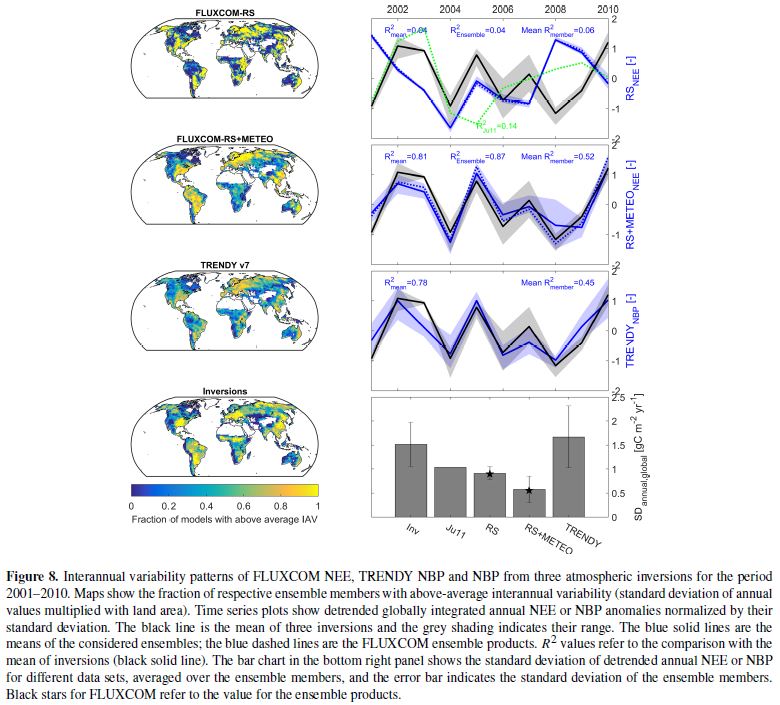 FLUXCOM-RS
FLUXCOM-RS+METEO
TRENDY v7
Inversions
0 0.2 0.4 0.6 0.8 1
Fraction of models with above average IAV
2002 2004 2006 2008 2010
R²mean=0.04 R²Ensemble=0.04 Mean R²member=0.06
R²Ju11=0.14
2
1
0
-1
-2
RSNEE [-]
R²mean=0.81 R²Ensemble=0.87 Mean R²member=0.52
2
1
0
-1
-2
RS+METEONEE [-]
R²mean=0.78 Mean R²member=0.45
2
1
0
-1
-2
TRENDYNBP [-]
2.5
2
1.5
1
0.5
0
SDannual,global [gC m-2 yr-1]
Inv Ju11 RS RS+METEO TRENDY
Figure 8. Interannual variability patterns of FLUXCOM NEE, TRENDY NBP and NBP from three atmospheric inversions for the period
2001–2010. Maps show the fraction of respective ensemble members with above-average interannual variability (standard deviation of annual
values multiplied with land area). Time series plots show detrended globally integrated annual NEE or NBP anomalies normalized by their
standard deviation. The black line is the mean of three inversions and the grey shading indicates their range. The blue solid lines are the
means of the considered ensembles; the blue dashed lines are the FLUXCOM ensemble products. R² values refer to the comparison with the
mean of inversions (black solid line). The bar chart in the bottom right panel shows the standard deviation of detrended annual NEE or NBP
for different data sets, averaged over the ensemble members, and the error bar indicates the standard deviation of the ensemble members.
Black stars for FLUXCOM refer to the value for the ensemble products.